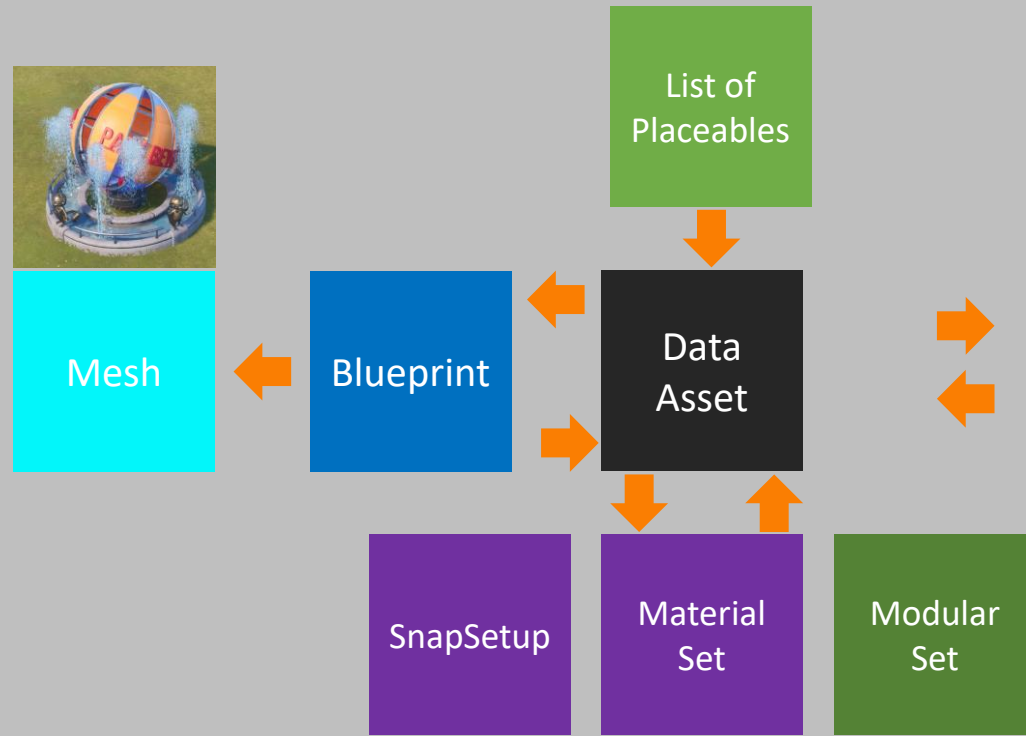 List of
Placeables
Mesh
Blueprint
Data
Asset
SnapSetup
Material
Set
Modular
Set